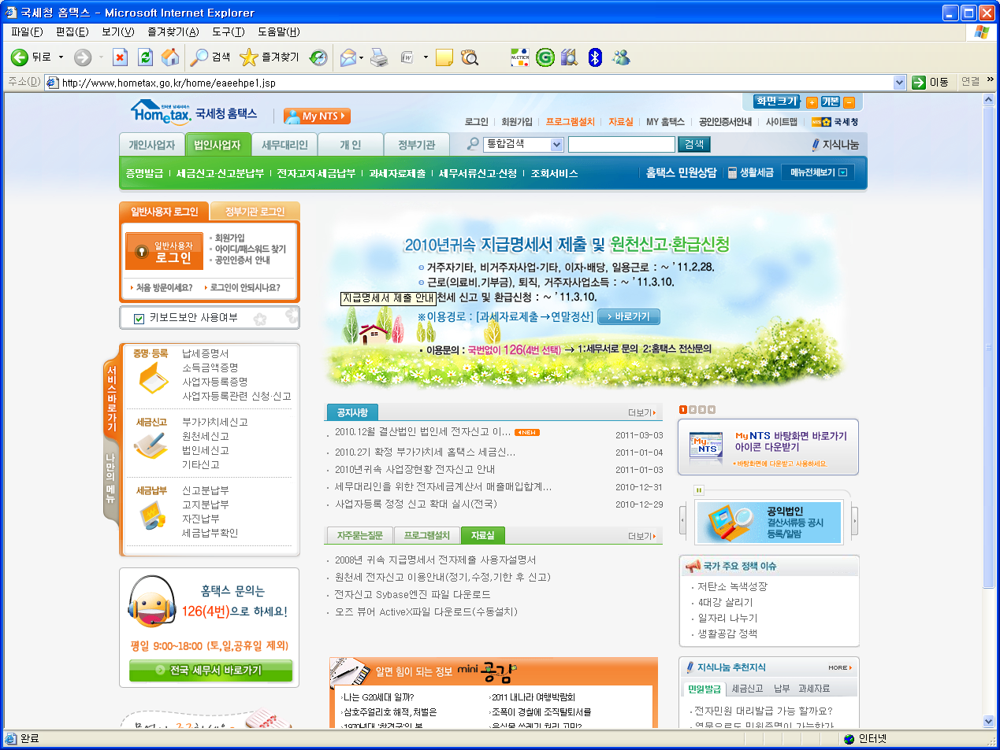 국세청 홈택스 - Microsoft Internet Explorer
파일(F) 편집(E) 보기(V) 즐겨찾기(A) 도구(T) 도움말(H)
뒤로 검색 즐겨찾기
주소(D) http://www.hometax.go.kr/home/eaeehpe1.jsp 이동 연결 »
인터넷 납세서비스
Hometax. 국세청 홈택스 My NTS
화면크기 + 기본 -
로그인 회원가입 프로그램설치 자료실 MY 홈택스 공인인증서안내 사이트맵 NTS 국세청
개인사업자 법인사업자 세무대리인 개 인 정부기관 통합검색 검색 지식나눔
증명발급 세금신고·신고분납부 전자고지·세금납부 과세자료제출 세무서류신고·신청 조회서비스 홈택스 민원상담 생활세금 메뉴전체보기
일반사용자 로그인 정부기관 로그인
일반사용자
로그인
회원가입
아이디/패스워드 찾기
공인인증서 안내
처음 방문이세요? 로그인이 안되시나요?
키보드보안 사용여부
2010년귀속 지급명세서 제출 및 원천신고·환급신청
거주자기타, 비거주자사업·기타, 이자·배당, 일용근로 : ~ '11.2.28.
근로(의료비.기부금), 퇴직, 거주자사업소득 : ~ '11.3.10.
지급명세서 제출 안내
천세 신고 및 환급신청 : ~ '11.3.10.
※이용경로 : [과세자료제출→연말정산] 바로가기
• 이용문의 : 국번없이 126(4번 선택) → 1:세무서로 문의 2:홈택스 전산문의
서비스바로가기
나만의 메뉴
증명·등록
납세증명서
소득금액증명
사업자등록증명
사업자등록관련 신청·신고
세금신고
부가가치세신고
원천세신고
법인세신고
기타신고
세금납부
신고분납부
고지분납부
자진납부
세금납부확인
홈택스 문의는
126(4번)으로 하세요!
평일 9:00~18:00 (토,일,공휴일 제외)
전국 세무서 바로가기
공지사항 더보기
2010.12월 결산법인 법인세 전자신고 이... NEW 2011-03-03
2010.2기 확정 부가가치세 홈택스 세금신... 2011-01-04
2010년귀속 사업장현황 전자신고 안내 2011-01-03
세무대리인을 위한 전자세금계산서 매출매입합계... 2010-12-31
사업자등록 정정 신고 확대 실시(전국) 2010-12-29
자주묻는질문 프로그램설치 자료실 더보기
2008년 귀속 지급명세서 전자제출 사용자설명서
원천세 전자신고 이용안내(정기,수정,기한 후 신고)
전자신고 Sybase엔진 파일 다운로드
오즈 뷰어 ActiveX파일 다운로드(수동설치)
알면 힘이 되는 정보 mini 공감
나는 G20세대 일까? 2011 내나라 여행박람회
삼호주얼리호 해적, 처벌은 조폭이 경찰에 조직탈퇴서를
1 2 3 4
My NTS 바탕화면 바로가기
아이콘 다운받기
바탕화면에 다운받고 사용하세요
My
NTS
공익법인
결산서류등 공시
등록/열람
국가 주요 정책 이슈
저탄소 녹색성장
4대강 살리기
일자리 나누기
생활공감 정책
지식나눔 추천지식 MORE
민원발급 세금신고 납부 과세자료
전자민원 대리발급 가능 할까요?
완료 인터넷